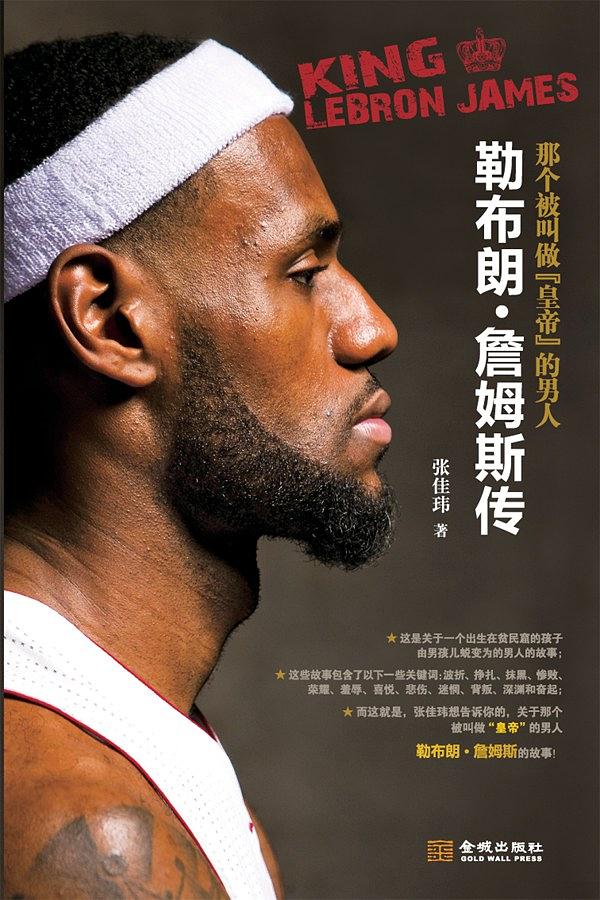 KING
LEBRON JAMES
那个被叫做『皇帝』的男人
勒布朗·詹姆斯传
张佳玮 著
★这是关于一个出生在贫民窟的孩子
由男孩儿蜕变为的男人的故事；
★这些故事包含了以下一些关键词：波折、挣扎、抹黑、惨败、
荣耀、羞辱、喜悦、悲伤、迷惘、背叛、深渊和奋起；
★而这就是，张佳玮想告诉你的，关于那个
被叫做“皇帝”的男人
勒布朗·詹姆斯的故事！
金城出版社
GOLD WALL PRESS